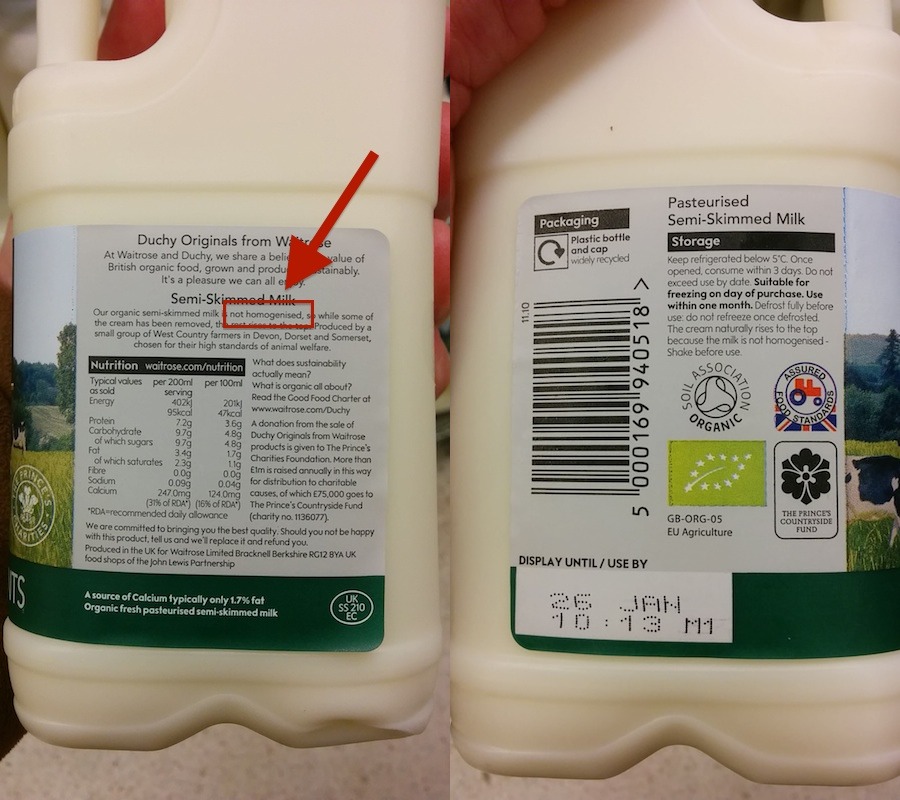 Duchy Originals from Waitrose
At Waitrose and Duchy, we share a belief value of
British organic food, grown and produ stainably.
It's a pleasure we can all enjoy.
Semi-Skimmed Milk
Our organic semi-skimmed milk is not homogenised, so while some of
the cream has been removed, the rest rises to the top. Produced by a
small group of West Country farmers in Devon, Dorset and Somerset,
chosen for their high standards of animal welfare.
Nutrition waitrose.com/nutrition
Typical values per 200ml per 100ml
as sold serving
Energy 402kJ 201kJ
95kcal 47kcal
Protein 7.2g 3.6g
Carbohydrate 9.7g 4.8g
of which sugars 9.7g 4.8g
Fat 3.4g 1.7g
of which saturates 2.3g 1.1g
Fibre 0.0g 0.0g
Sodium 0.09g 0.04g
Calcium 247.0mg 124.0mg
(31% of RDA*) (16% of RDA*)
*RDA=recommended daily allowance
What does sustainability
actually mean?
What is organic all about?
Read the Good Food Charter at
www.waitrose.com/Duchy
A donation from the sale of
Duchy Originals from Waitrose
products is given to The Prince's
Charities Foundation. More than
£1m is raised annually in this way
for distribution to charitable
causes, of which £75,000 goes to
The Prince's Countryside Fund
(charity no. 1136077).
We are committed to bringing you the best quality. Should you not be happy
with this product, tell us and we'll replace it and refund you.
Produced in the UK for Waitrose Limited Bracknell Berkshire RG12 8YA UK
food shops of the John Lewis Partnership
A source of Calcium typically only 1.7% fat
Organic fresh pasteurised semi-skimmed milk
UK
SS 210
EC
PRINCE'S
CHARITIES
ITS
Packaging
Plastic bottle
and cap
widely recycled
11.10
5 000169 940518 >
Pasteurised
Semi-Skimmed Milk
Storage
Keep refrigerated below 5°C. Once
opened, consume within 3 days. Do not
exceed use by date. Suitable for
freezing on day of purchase. Use
within one month. Defrost fully before
use: do not refreeze once defrosted.
The cream naturally rises to the top
because the milk is not homogenised -
Shake before use.
SOIL ASSOCIATION
ORGANIC
ASSURED
FOOD STANDARDS
GB-ORG-05
EU Agriculture
THE PRINCE'S
COUNTRYSIDE
FUND
DISPLAY UNTIL / USE BY
26 JAN
10:13 M1